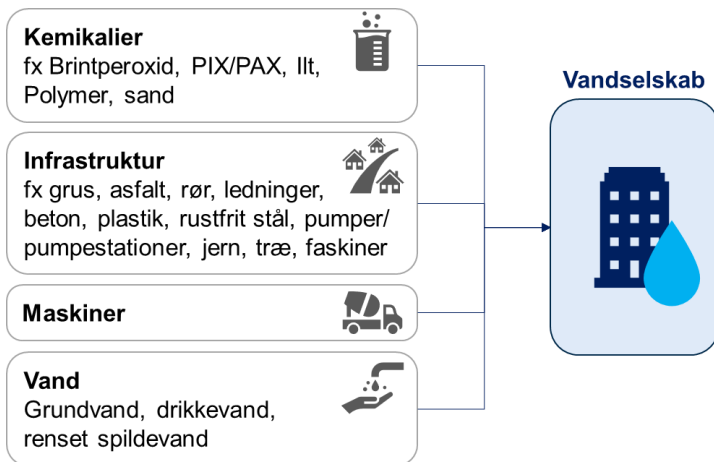 Kemikalier
fx Brintperoxid, PIX/PAX, Ilt,
Polymer, sand
Infrastruktur
fx grus, asfalt, rør, ledninger,
beton, plastik, rustfrit stål, pumper/
pumpestationer, jern, træ, faskiner
Maskiner
Vand
Grundvand, drikkevand,
renset spildevand
Vandselskab